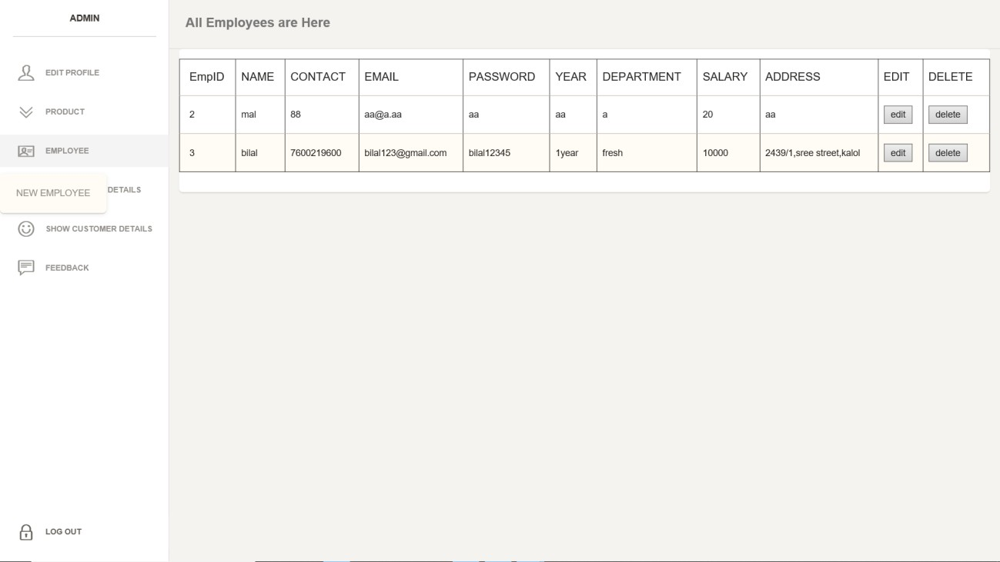 ADMIN
EDIT PROFILE
PRODUCT
EMPLOYEE
NEW EMPLOYEE
DETAILS
SHOW CUSTOMER DETAILS
FEEDBACK
LOG OUT
All Employees are Here
EmpID NAME CONTACT EMAIL PASSWORD YEAR DEPARTMENT SALARY ADDRESS EDIT DELETE
2 mal 88 aa@a.aa aa aa a 20 aa edit delete
3 bilal 7600219600 bilal123@gmail.com bilal12345 1year fresh 10000 2439/1,sree street,kalol edit delete